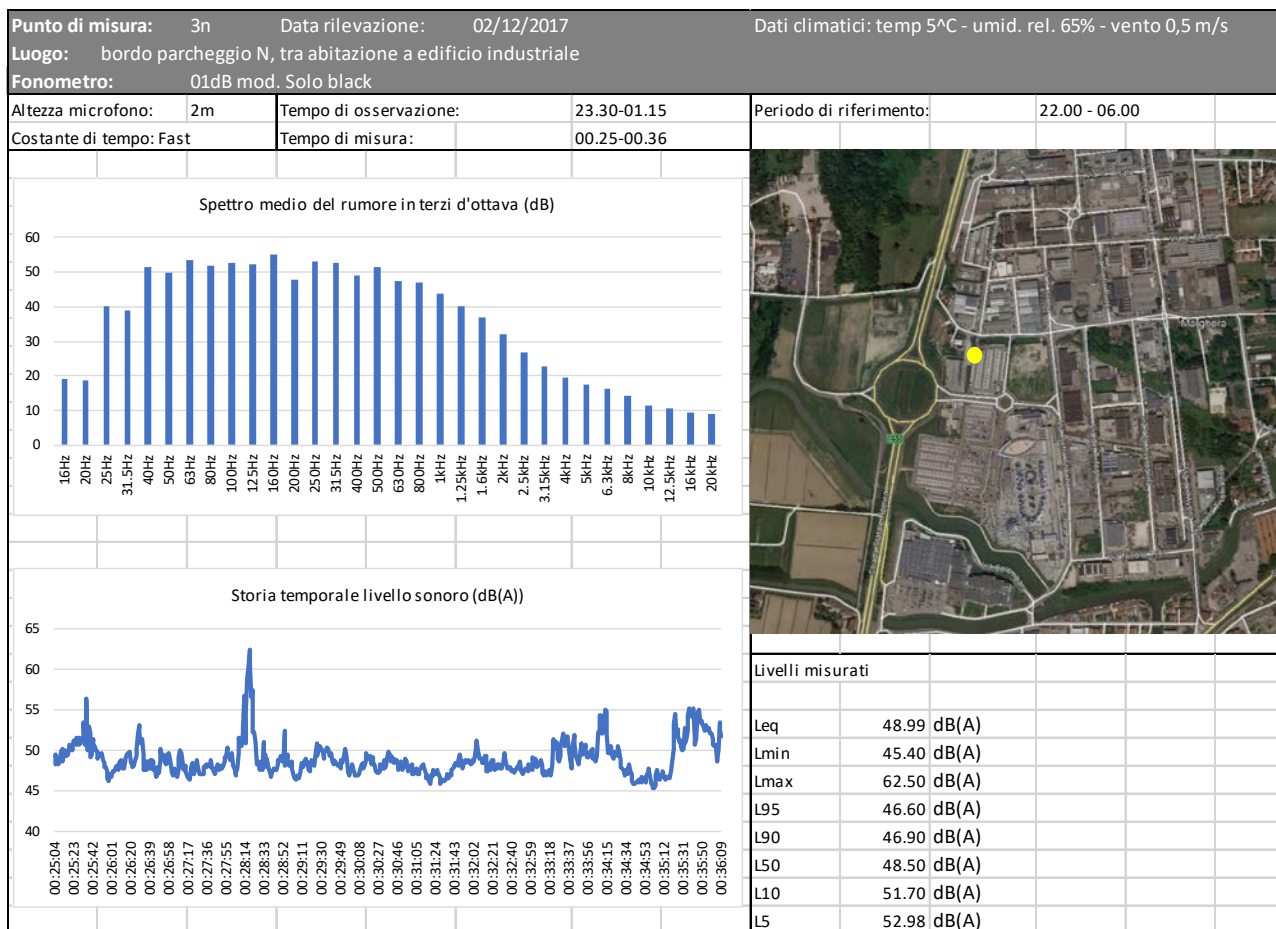 Punto di misura: 3n Data rilevazione: 02/12/2017 Dati climatici: temp 5^C - umid. rel. 65% - vento 0,5 m/s
Luogo: bordo parcheggio N, tra abitazione a edificio industriale
Fonometro: 01dB mod. Solo black
Altezza microfono: 2m Tempo di osservazione: 23.30-01.15 Periodo di riferimento: 22.00 - 06.00
Costante di tempo: Fast Tempo di misura: 00.25-00.36
Spettro medio del rumore in terzi d'ottava (dB)
60
50
40
30
20
10
0
16Hz 20Hz 25Hz 31.5Hz 40Hz 50Hz 63Hz 80Hz 100Hz 125Hz 160Hz 200Hz 250Hz 315Hz 400Hz 500Hz 630Hz 800Hz 1kHz 1.25kHz 1.6kHz 2kHz 2.5kHz 3.15kHz 4kHz 5kHz 6.3kHz 8kHz 10kHz 12.5kHz 16kHz 20kHz
Marghera
Storia temporale livello sonoro (dB(A))
65
60
55
50
45
40
00:25:04 00:25:23 00:25:42 00:26:01 00:26:20 00:26:39 00:26:58 00:27:17 00:27:36 00:27:55 00:28:14 00:28:33 00:28:52 00:29:11 00:29:30 00:29:49 00:30:08 00:30:27 00:30:46 00:31:05 00:31:24 00:31:43 00:32:02 00:32:21 00:32:40 00:32:59 00:33:18 00:33:37 00:33:56 00:34:15 00:34:34 00:34:53 00:35:12 00:35:31 00:35:50 00:36:09
Livelli misurati
Leq 48.99 dB(A)
Lmin 45.40 dB(A)
Lmax 62.50 dB(A)
L95 46.60 dB(A)
L90 46.90 dB(A)
L50 48.50 dB(A)
L10 51.70 dB(A)
L5 52.98 dB(A)